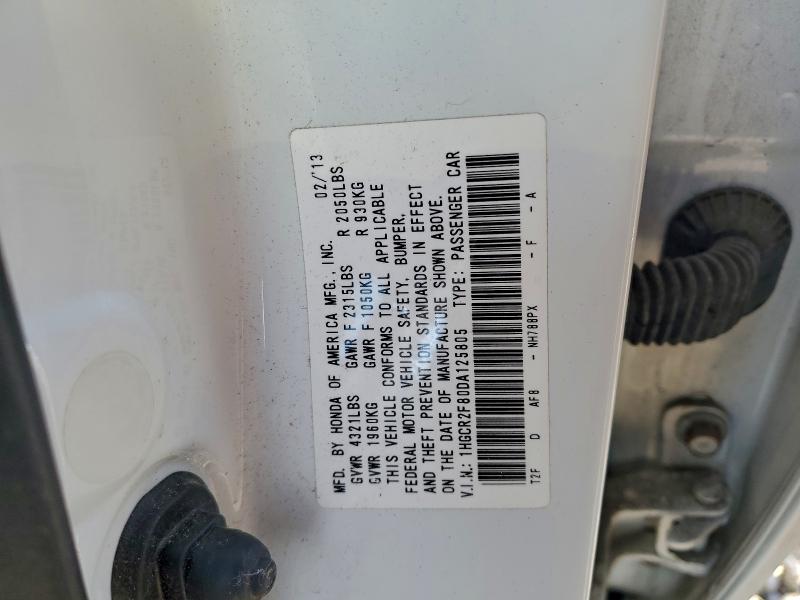 MFD. BY HONDA OF AMERICA MFG., INC. 02/'13
GVWR 4321LBS GAWR F 2315LBS R 2050LBS
GVWR 1960KG GAWR F 1050KG R 930KG
THIS VEHICLE CONFORMS TO ALL APPLICABLE
FEDERAL MOTOR VEHICLE SAFETY, BUMPER,
AND THEFT PREVENTION STANDARDS IN EFFECT
ON THE DATE OF MANUFACTURE SHOWN ABOVE.
V.I.N.: 1HGCR2F80DA125805 TYPE: PASSENGER CAR
T2F D AF8 - NH788PX - F - A